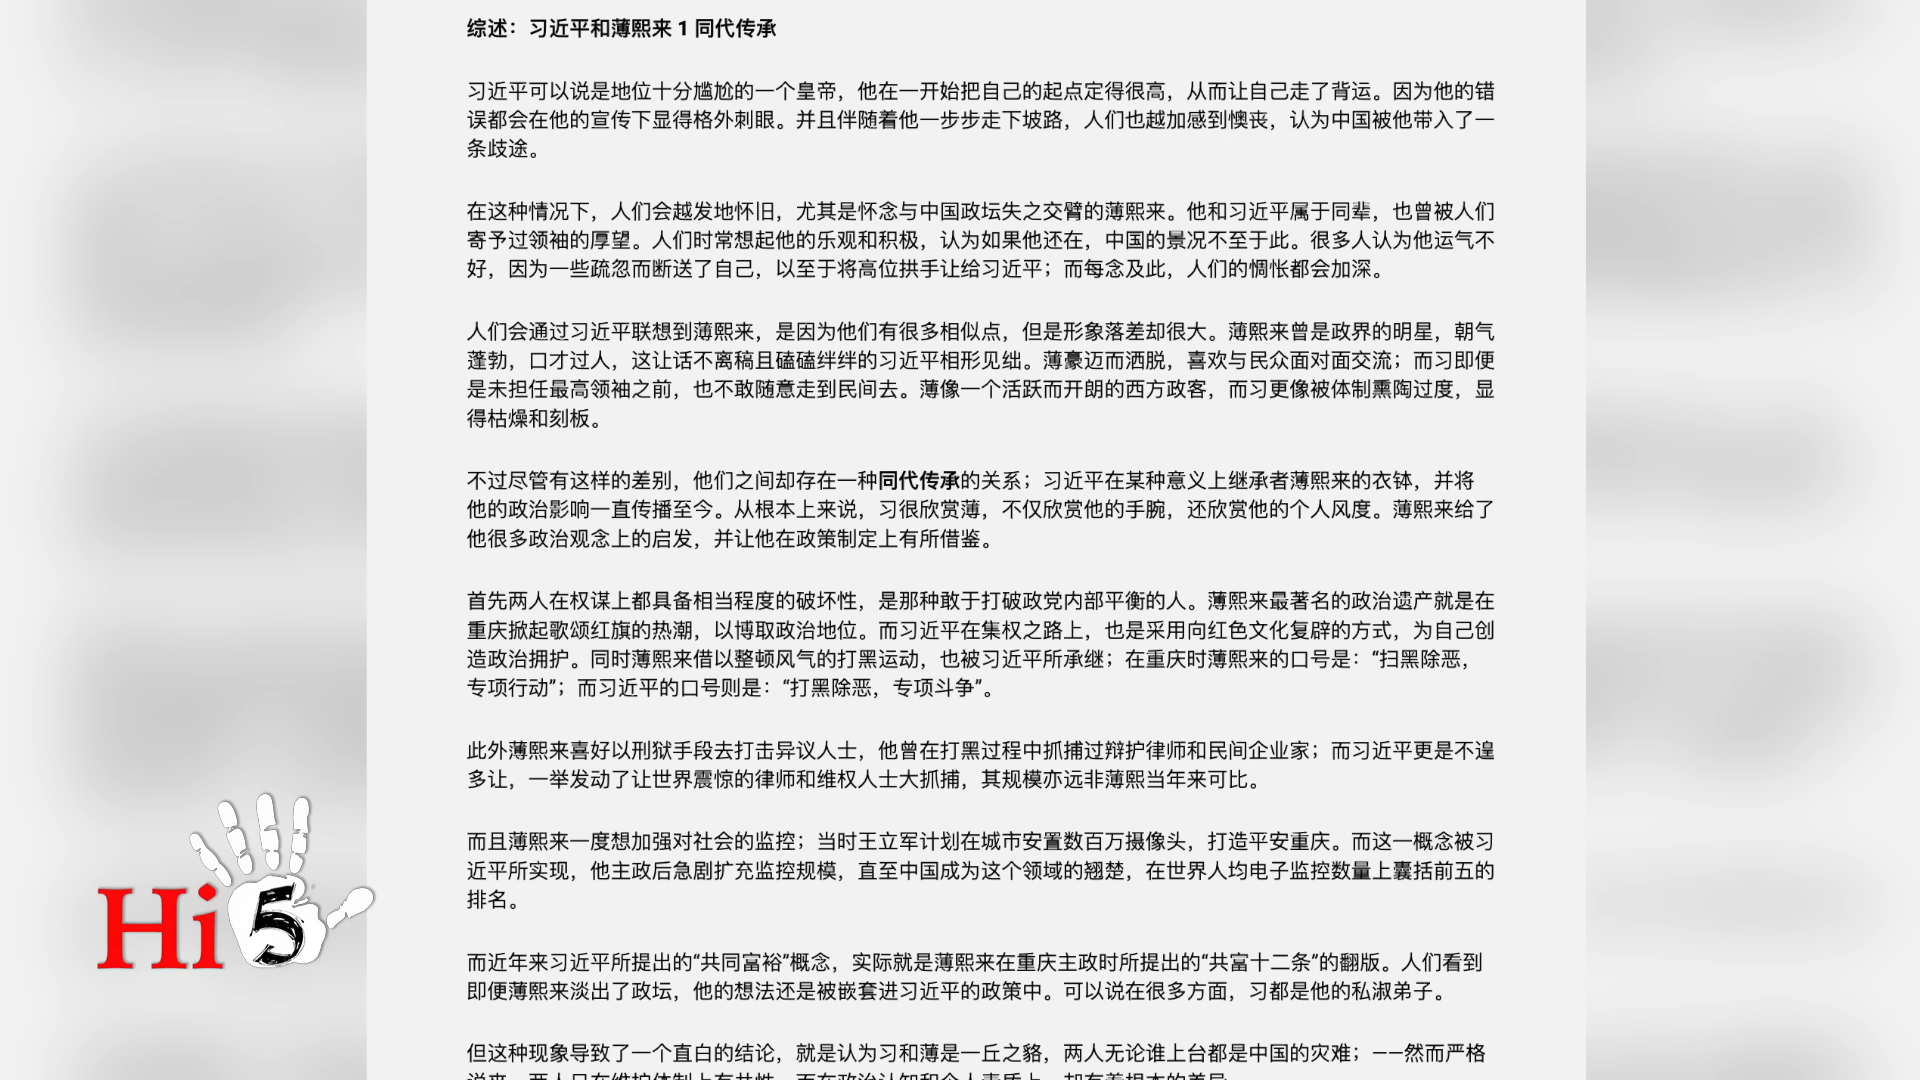 综述：习近平和薄熙来 1 同代传承
习近平可以说是地位十分尴尬的一个皇帝，他在一开始把自己的起点定得很高，从而让自己走了背运。因为他的错
误都会在他的宣传下显得格外刺眼。并且伴随着他一步步走下坡路，人们也越加感到懊丧，认为中国被他带入了一
条歧途。
在这种情况下，人们会越发地怀旧，尤其是怀念与中国政坛失之交臂的薄熙来。他和习近平属于同辈，也曾被人们
寄予过领袖的厚望。人们时常想起他的乐观和积极，认为如果他还在，中国的景况不至于此。很多人认为他运气不
好，因为一些疏忽而断送了自己，以至于将高位拱手让给习近平；而每念及此，人们的惆怅都会加深。
人们会通过习近平联想到薄熙来，是因为他们有很多相似点，但是形象落差却很大。薄熙来曾是政界的明星，朝气
蓬勃，口才过人，这让话不离稿且磕磕绊绊的习近平相形见绌。薄豪迈而洒脱，喜欢与民众面对面交流；而习即便
是未担任最高领袖之前，也不敢随意走到民间去。薄像一个活跃而开朗的西方政客，而习更像被体制熏陶过度，显
得枯燥和刻板。
不过尽管有这样的差别，他们之间却存在一种同代传承的关系；习近平在某种意义上继承者薄熙来的衣钵，并将
他的政治影响一直传播至今。从根本上来说，习很欣赏薄，不仅欣赏他的手腕，还欣赏他的个人风度。薄熙来给了
他很多政治观念上的启发，并让他在政策制定上有所借鉴。
首先两人在权谋上都具备相当程度的破坏性，是那种敢于打破政党内部平衡的人。薄熙来最著名的政治遗产就是在
重庆掀起歌颂红旗的热潮，以博取政治地位。而习近平在集权之路上，也是采用向红色文化复辟的方式，为自己创
造政治拥护。同时薄熙来借以整顿风气的打黑运动，也被习近平所承继；在重庆时薄熙来的口号是：“扫黑除恶，
专项行动”；而习近平的口号则是：“打黑除恶，专项斗争”。
此外薄熙来喜好以刑狱手段去打击异议人士，他曾在打黑过程中抓捕过辩护律师和民间企业家；而习近平更是不遑
多让，一举发动了让世界震惊的律师和维权人士大抓捕，其规模亦远非薄熙当年来可比。
而且薄熙来一度想加强对社会的监控；当时王立军计划在城市安置数百万摄像头，打造平安重庆。而这一概念被习
近平所实现，他主政后急剧扩充监控规模，直至中国成为这个领域的翘楚，在世界人均电子监控数量上囊括前五的
排名。
而近年来习近平所提出的“共同富裕”概念，实际就是薄熙来在重庆主政时所提出的“共富十二条”的翻版。人们看到
即便薄熙来淡出了政坛，他的想法还是被嵌套进习近平的政策中。可以说在很多方面，习都是他的私淑弟子。
但这种现象导致了一个直白的结论，就是认为习和薄是一丘之貉，两人无论谁上台都是中国的灾难；——然而严格
Hi 5